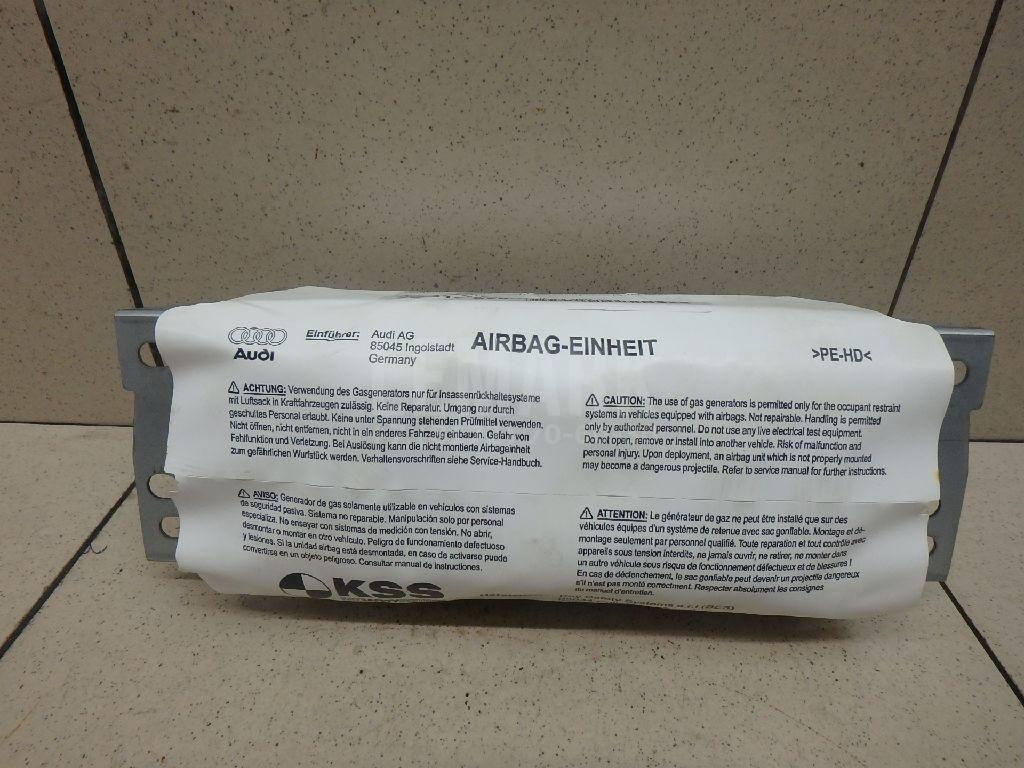 Audi
Einführer:
Audi AG
85045 Ingolstadt
Germany
AIRBAG-EINHEIT
>PE-HD<
ACHTUNG: Verwendung des Gasgenerators nur für Insassenrückhaltesysteme
mit Luftsack in Kraftfahrzeugen zulässig. Keine Reparatur. Umgang nur durch
geschultes Personal erlaubt. Keine unter Spannung stehenden Prüfmittel verwenden.
Nicht öffnen, nicht entfernen, nicht in ein anderes Fahrzeug einbauen. Gefahr von
Fehlfunktion und Verletzung. Bei Auslösung kann die nicht montierte Airbageinheit
zum gefährlichen Wurfstück werden. Verhaltensvorschriften siehe Service-Handbuch.
CAUTION: The use of gas generators is permitted only for the occupant restraint
systems in vehicles equipped with airbags. Not repairable. Handling is permitted
only by authorized personnel. Do not use any live electrical test equipment.
Do not open, remove or install into another vehicle. Risk of malfunction and
personal injury. Upon deployment, an airbag unit which is not properly mounted
may become a dangerous projectile. Refer to service manual for further instructions.
AVISO: Generador de gas solamente utilizable en vehículos con sistemas
de seguridad pasiva. Sistema no reparable. Manipulación solo por personal
especializa. No ensayar con sistemas de medición con tensión. No abrir,
desmontar o montar en otro vehículo. Peligro de funcionamiento defectuoso
y lesiones. Si la unidad airbag está desmontada, en caso de activarse puede
convertirse en un objeto peligroso. Consultar manual de instrucciones.
ATTENTION: Le générateur de gaz ne peut être installé que sur des
véhicules équipes d'un système de retenue avec sac gonflable. Montage et dé-
montage seulement par personnel qualifié. Toute reparation et tout contrôle avec
appareils sous tension interdits, ne jamais ouvrir, ne retirer, ne monter dans
un autre véhicule sous risque de fonctionnement défectueux et de blessures !
En cas de déclenchement, le sac gonflable peut devenir un projectile dangereux
s'il n'est pas monté correctment. Respecter absolument les consignes
du manuel d'entretien.
KSS